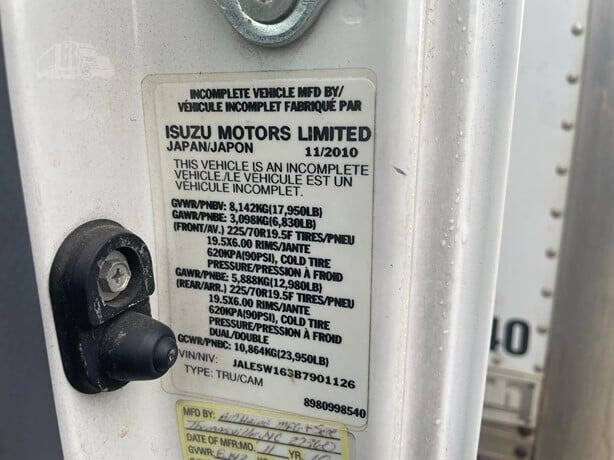 INCOMPLETE VEHICLE MFD BY/
VÉHICULE INCOMPLET FABRIQUÉ PAR
ISUZU MOTORS LIMITED
JAPAN/JAPON 11/2010
THIS VEHICLE IS AN INCOMPLETE
VEHICLE/LE VÉHICULE EST UN
VÉHICULE INCOMPLET.
GVWR/PNBV: 8,142KG(17,950LB)
GAWR/PNBE: 3,098KG(6,830LB)
(FRONT/AV.) 225/70R19.5F TIRES/PNEU
19.5X6.00 RIMS/JANTE
620KPA(90PSI), COLD TIRE
PRESSURE/PRESSION À FROID
GAWR/PNBE: 5,888KG(12,980LB)
(REAR/ARR.) 225/70R19.5F TIRES/PNEU
19.5X6.00 RIMS/JANTE
620KPA(90PSI), COLD TIRE
PRESSURE/PRESSION À FROID
DUAL/DOUBLE
GCWR/PNBC: 10,864KG(23,950LB)
VIN/NIV: JALE5W163B7901126
TYPE: TRU/CAM
8980998540
MFD BY:
Thomasville, NC
DATE OF MFR:MO. 11 YR.
GVWR:
40